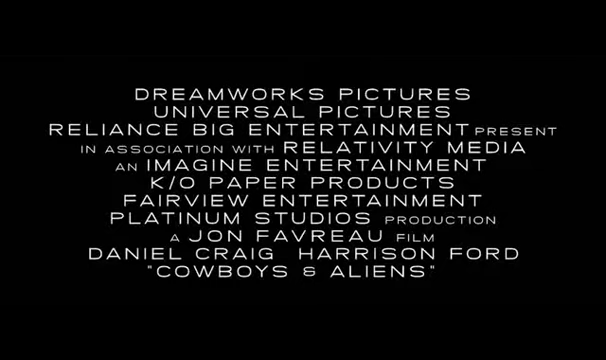 DREAMWORKS PICTURES
UNIVERSAL PICTURES
RELIANCE BIG ENTERTAINMENT PRESENT
IN ASSOCIATION WITH RELATIVITY MEDIA
AN IMAGINE ENTERTAINMENT
K/O PAPER PRODUCTS
FAIRVIEW ENTERTAINMENT
PLATINUM STUDIOS PRODUCTION
A JON FAVREAU FILM
DANIEL CRAIG HARRISON FORD
"COWBOYS & ALIENS"